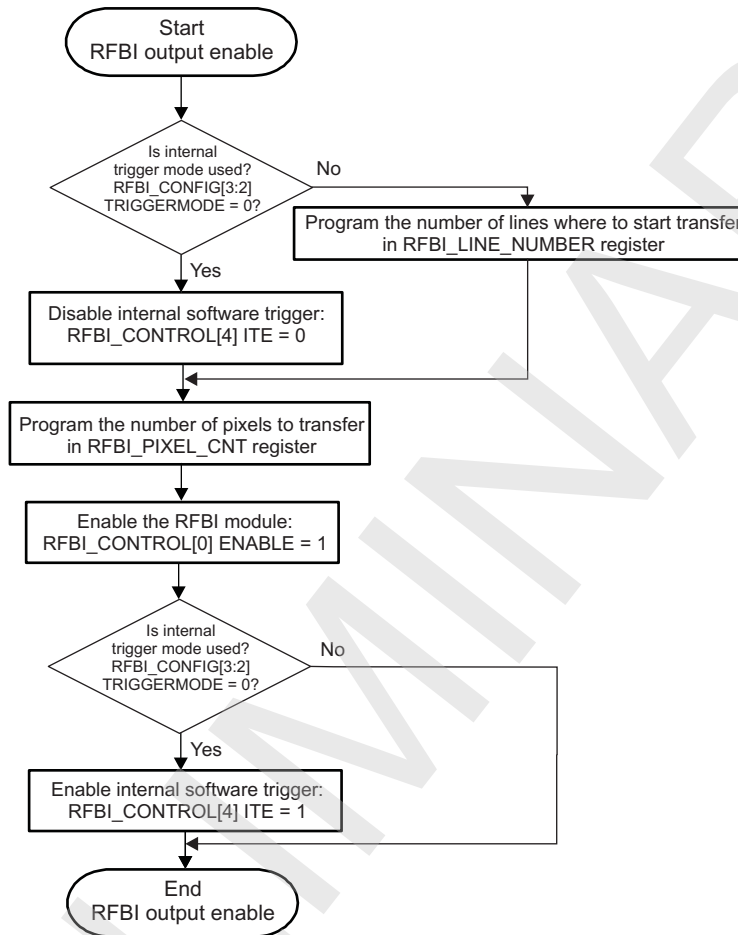 Start
RFBI output enable
Is internal
trigger mode used?
RFBI_CONFIG[3:2]
TRIGGERMODE = 0?
No
Program the number of lines where to start transfer
in RFBI_LINE_NUMBER register
Yes
Disable internal software trigger:
RFBI_CONTROL[4] ITE = 0
Program the number of pixels to transfer
in RFBI_PIXEL_CNT register
Enable the RFBI module:
RFBI_CONTROL[0] ENABLE = 1
Is internal
trigger mode used?
RFBI_CONFIG[3:2]
TRIGGERMODE = 0?
No
Yes
Enable internal software trigger:
RFBI_CONTROL[4] ITE = 1
End
RFBI output enable